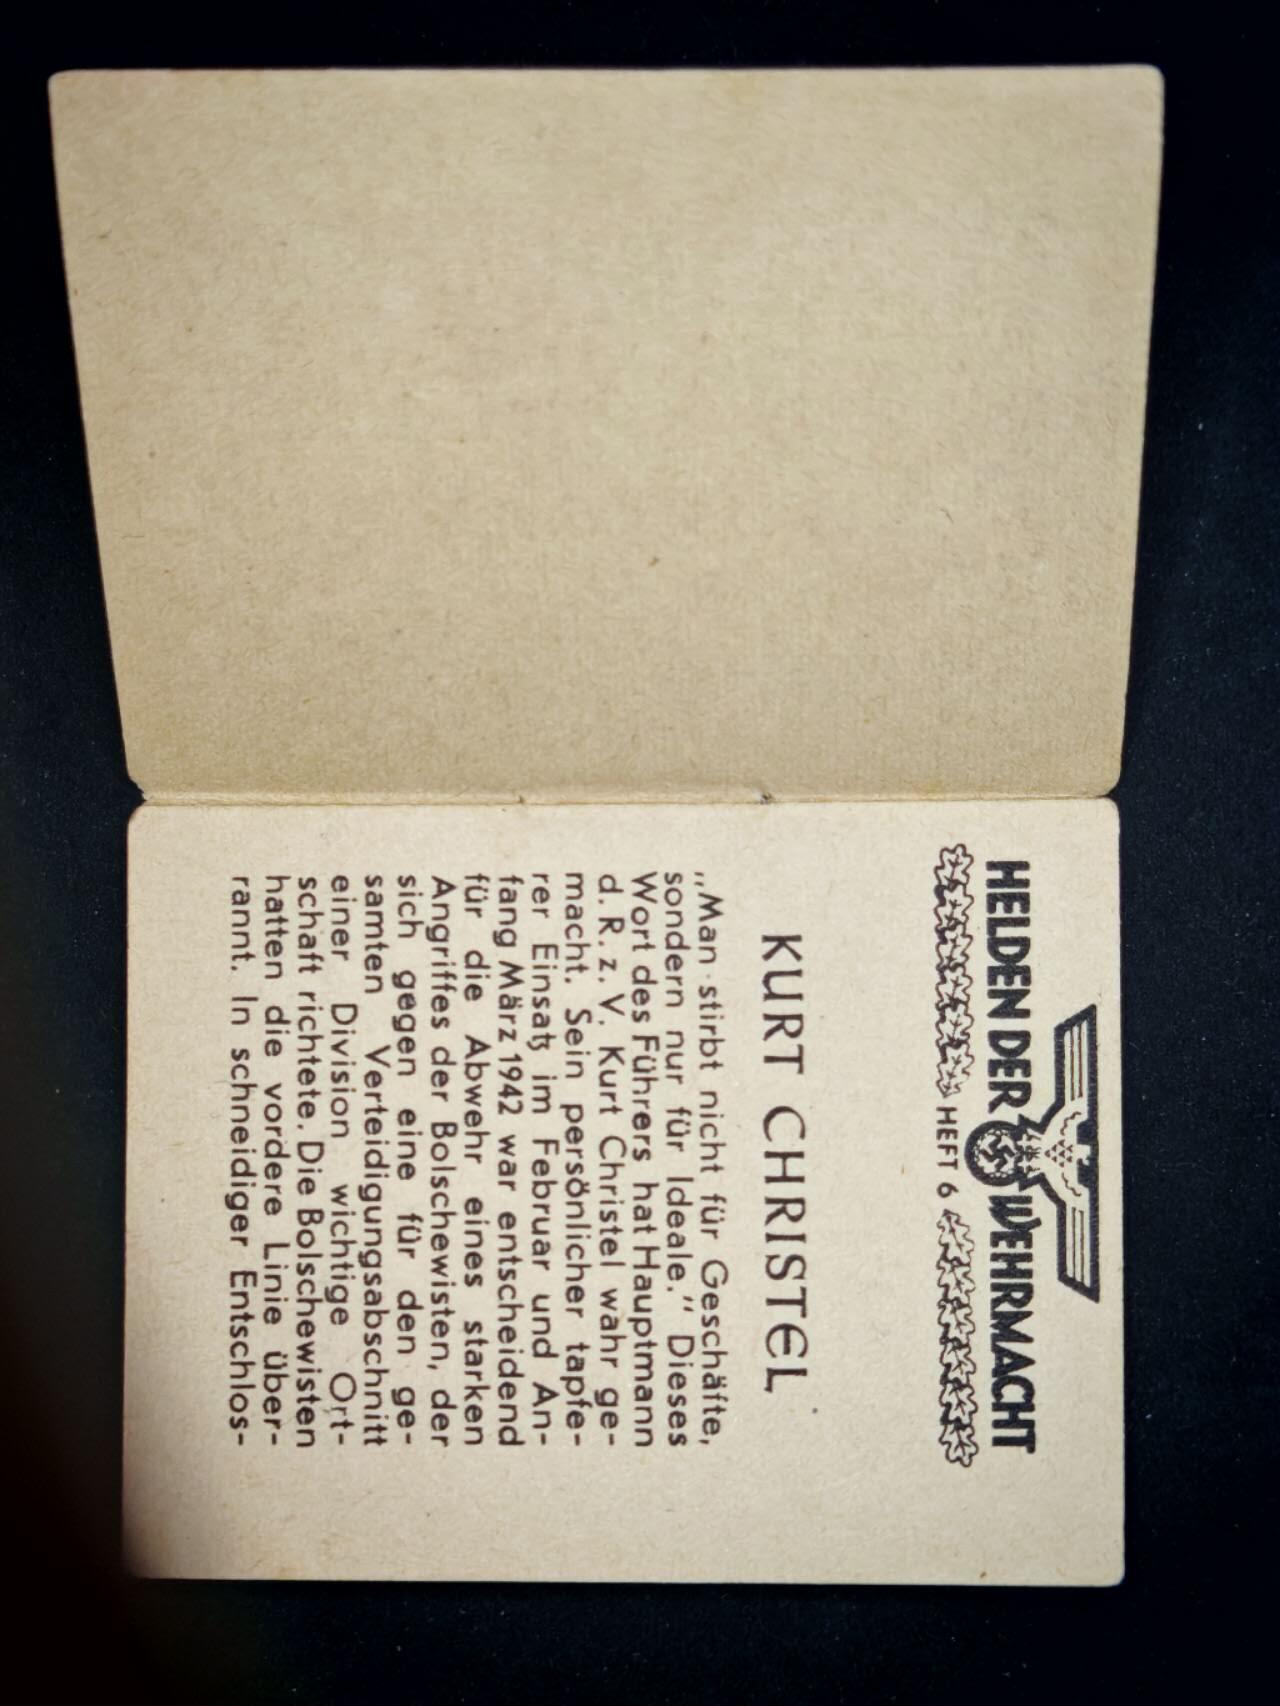 HELDEN DER WEHRMACHT
HEFT 6
KURT CHRISTEL
„Man stirbt nicht für Geschäfte,
sondern nur für Ideale.“ Dieses
Wort des Führers hat Hauptmann
d. R. z. V. Kurt Christel wahr ge-
macht. Sein persönlicher tapfe-
rer Einsatz im Februar und An-
fang März 1942 war entscheidend
für die Abwehr eines starken
Angriffes der Bolschewisten, der
sich gegen eine für den ge-
samten Verteidigungsabschnitt
einer Division wichtige Ort-
schaft richtete. Die Bolschewisten
hatten die vordere Linie über-
rannt. In schneidiger Entschlos-